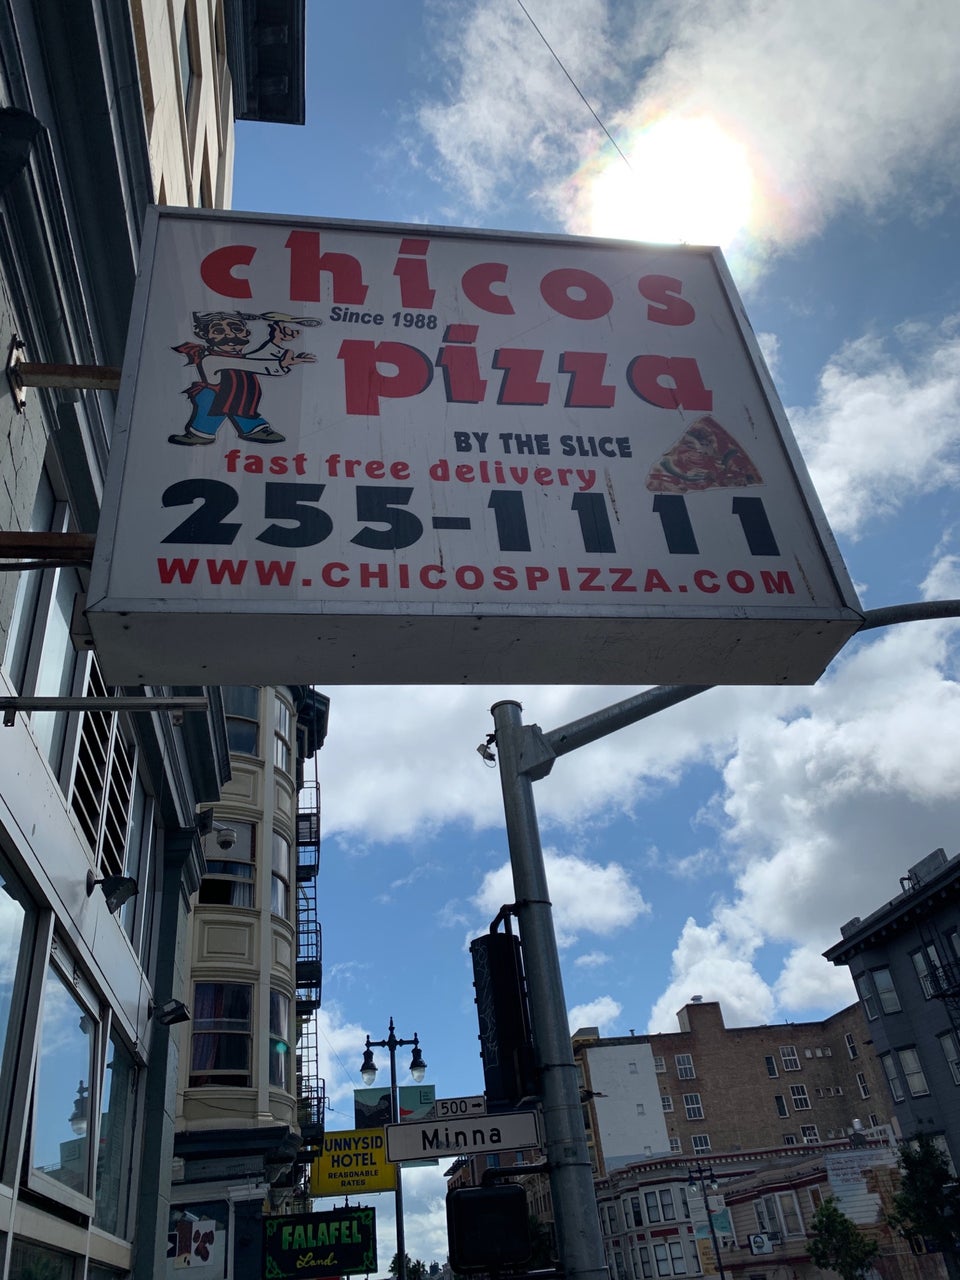 chicos
Since 1988
pizza
BY THE SLICE
fast free delivery
255-1111
WWW.CHICOSPIZZA.COM
500 →
Minna
UNNYSID
HOTEL
REASONABLE
RATES
FALAFEL
Land